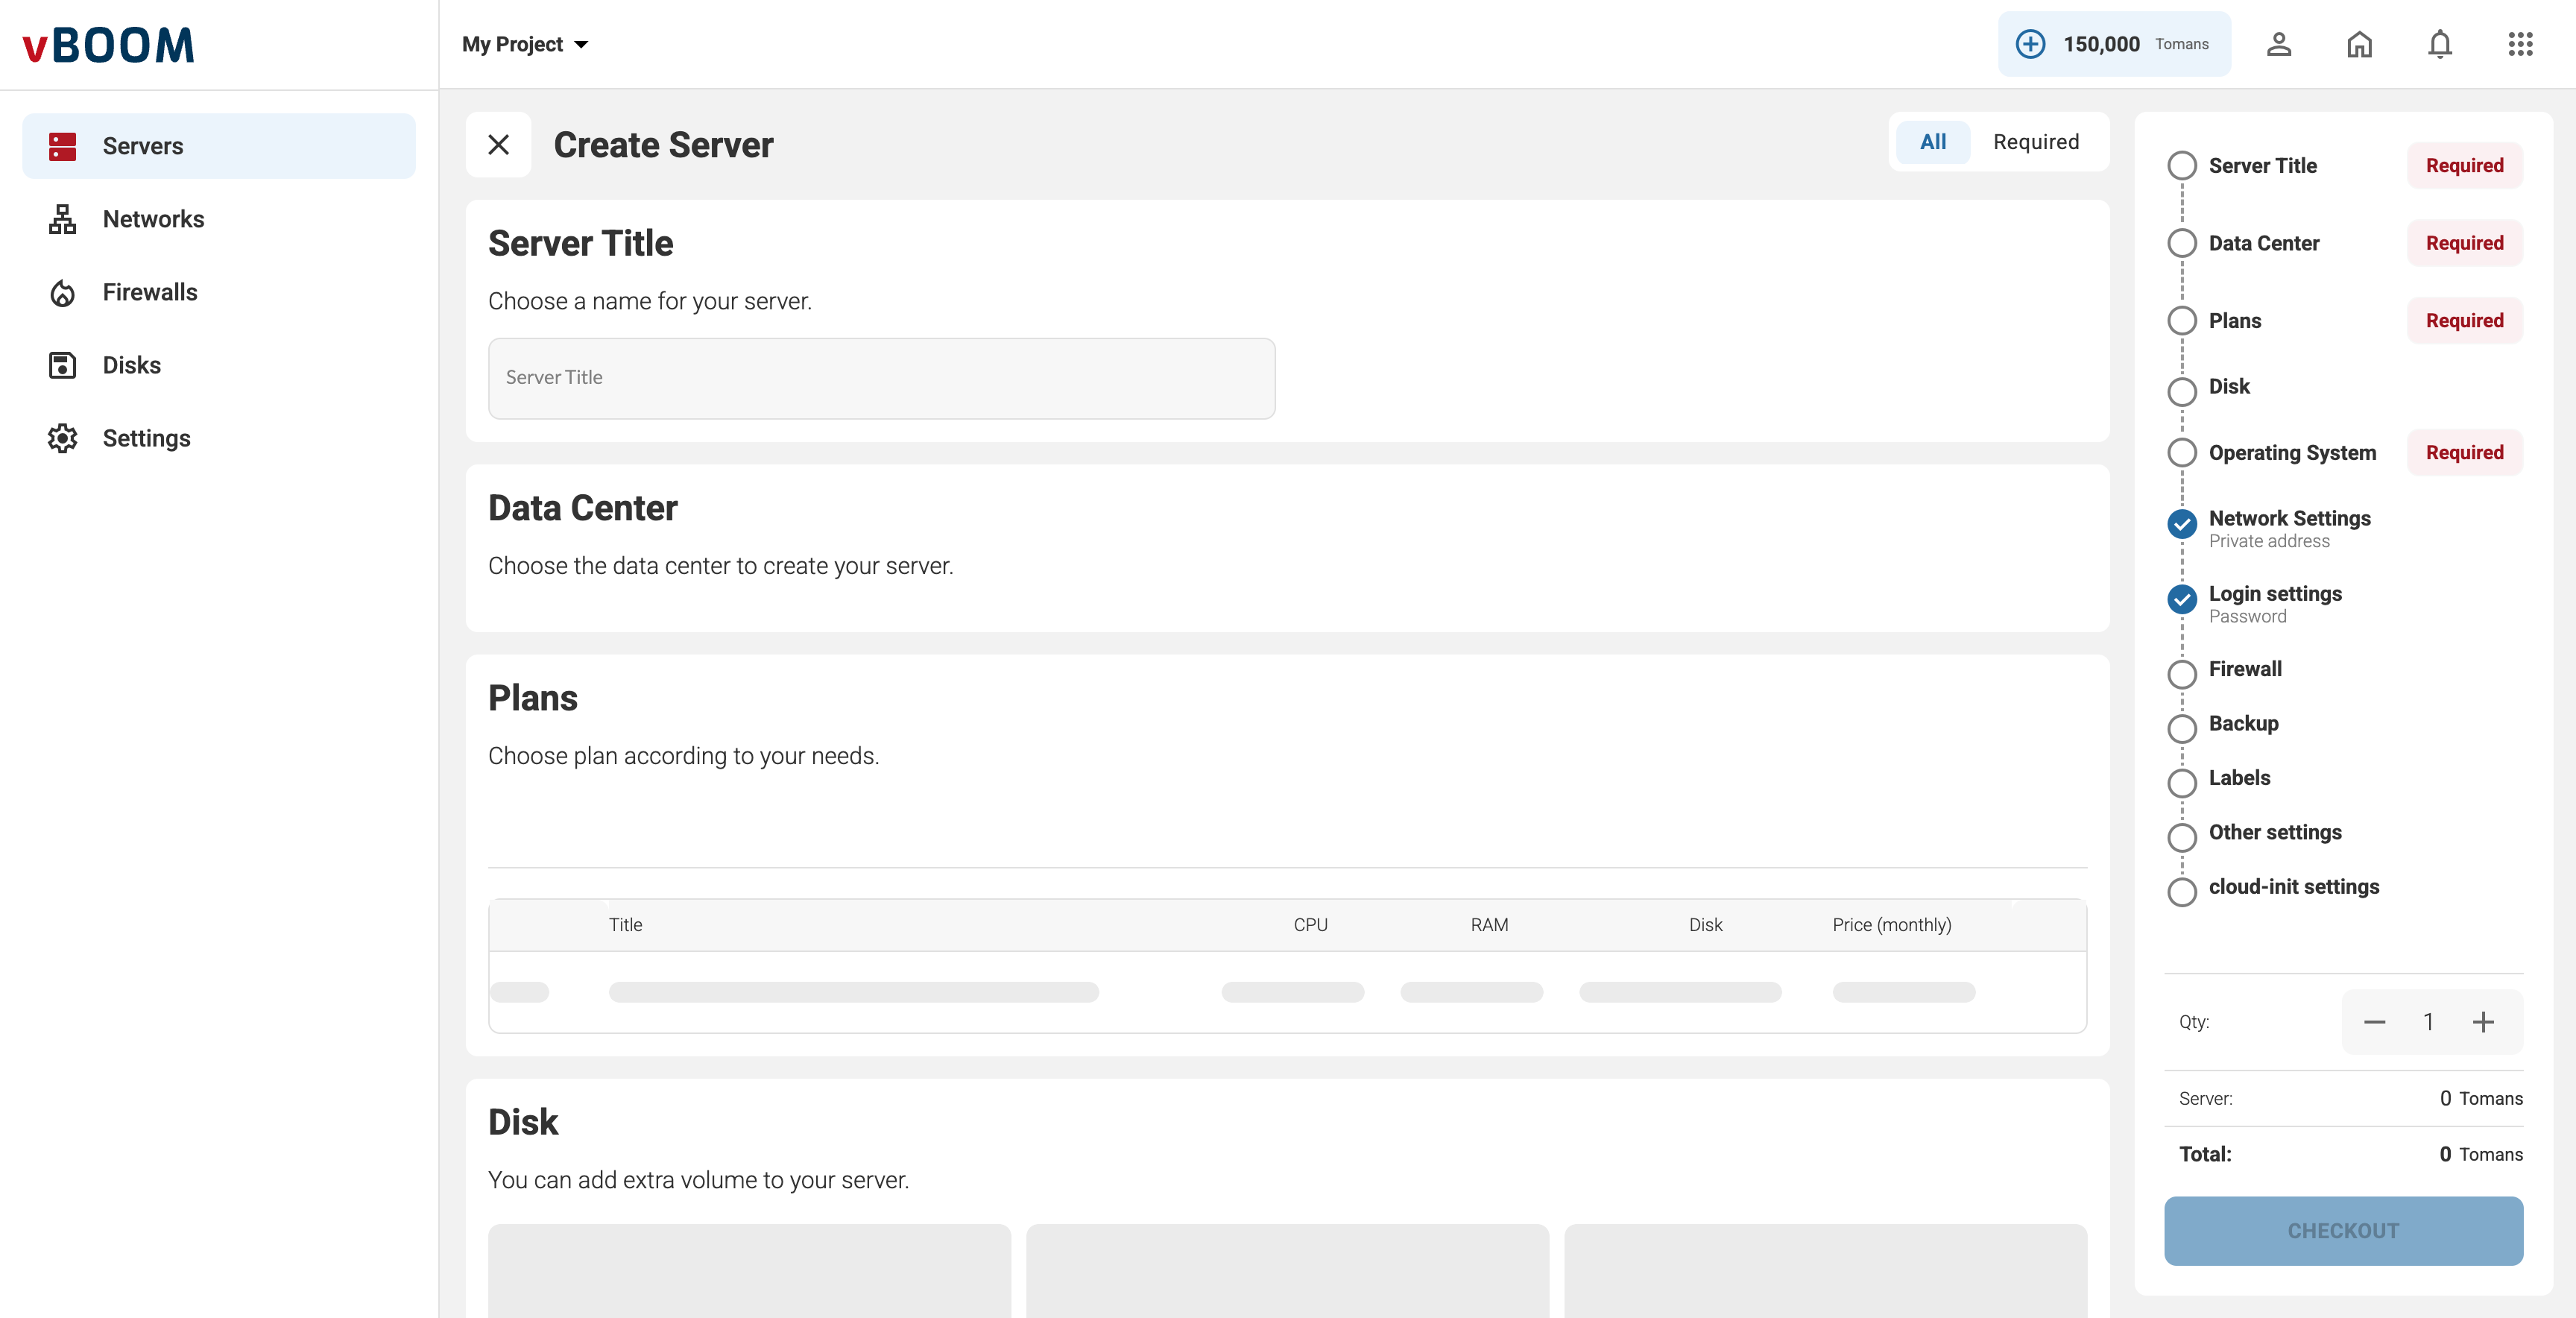 vBOOM
My Project
150,000 Tomans
Servers
Networks
Firewalls
Disks
Settings
Create Server
All
Required
Server Title
Choose a name for your server.
Server Title
Data Center
Choose the data center to create your server.
Plans
Choose plan according to your needs.
Title CPU RAM Disk Price (monthly)
Disk
You can add extra volume to your server.
Server Title Required
Data Center Required
Plans Required
Disk
Operating System Required
Network Settings
Private address
Login settings
Password
Firewall
Backup
Labels
Other settings
cloud-init settings
Qty: 1
Server: 0 Tomans
Total: 0 Tomans
CHECKOUT